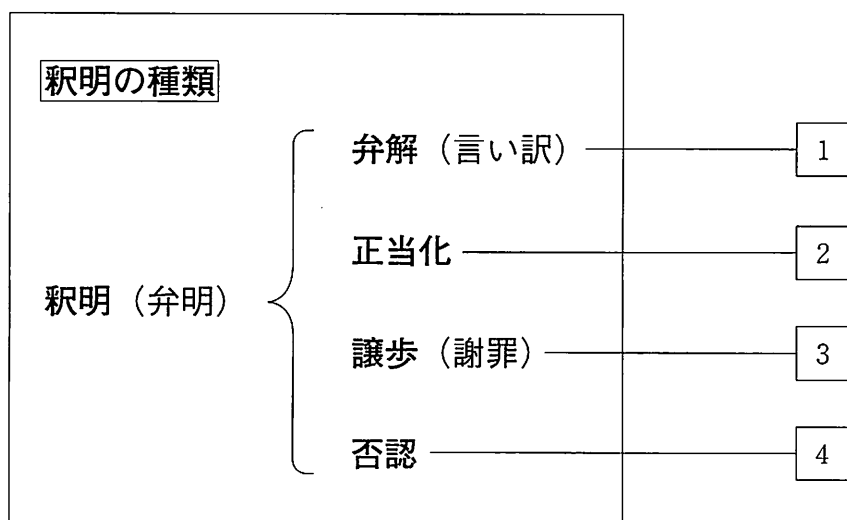 釈明の種類
弁解（言い訳） 1
正当化 2
釈明（弁明）
譲歩（謝罪） 3
否認 4